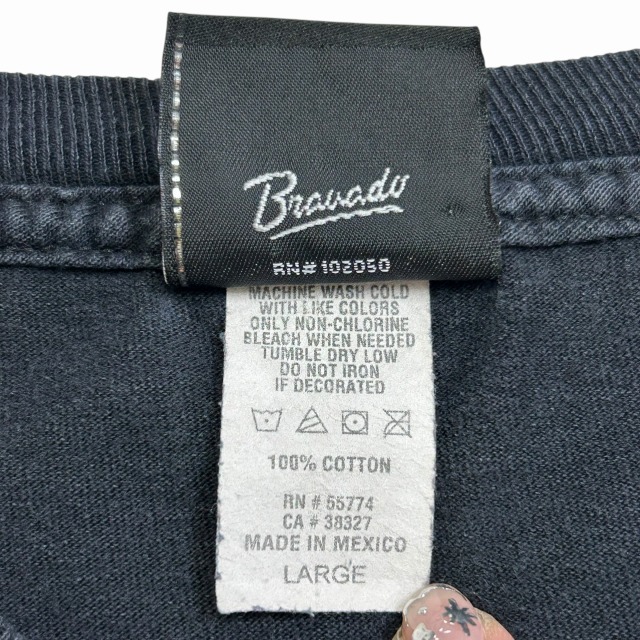 Bravado
RN#102050
MACHINE WASH COLD
WITH LIKE COLORS
ONLY NON-CHLORINE
BLEACH WHEN NEEDED
TUMBLE DRY LOW
DO NOT IRON
IF DECORATED
100% COTTON
RN # 55774
CA # 38327
MADE IN MEXICO
LARGE